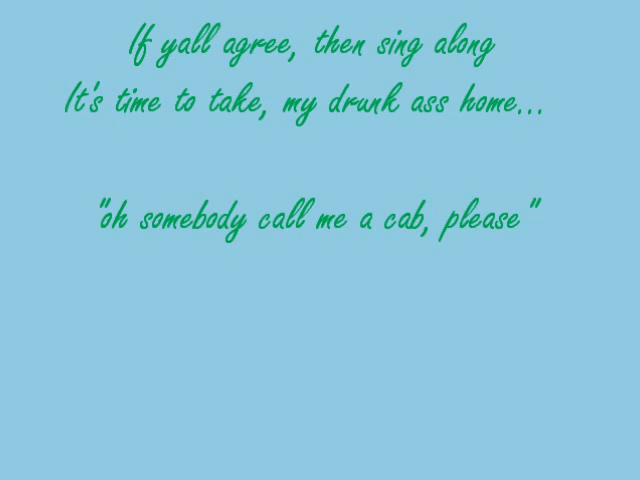 If yall agree, then sing along
It's time to take, my drunk ass home...
"oh somebody call me a cab, please"